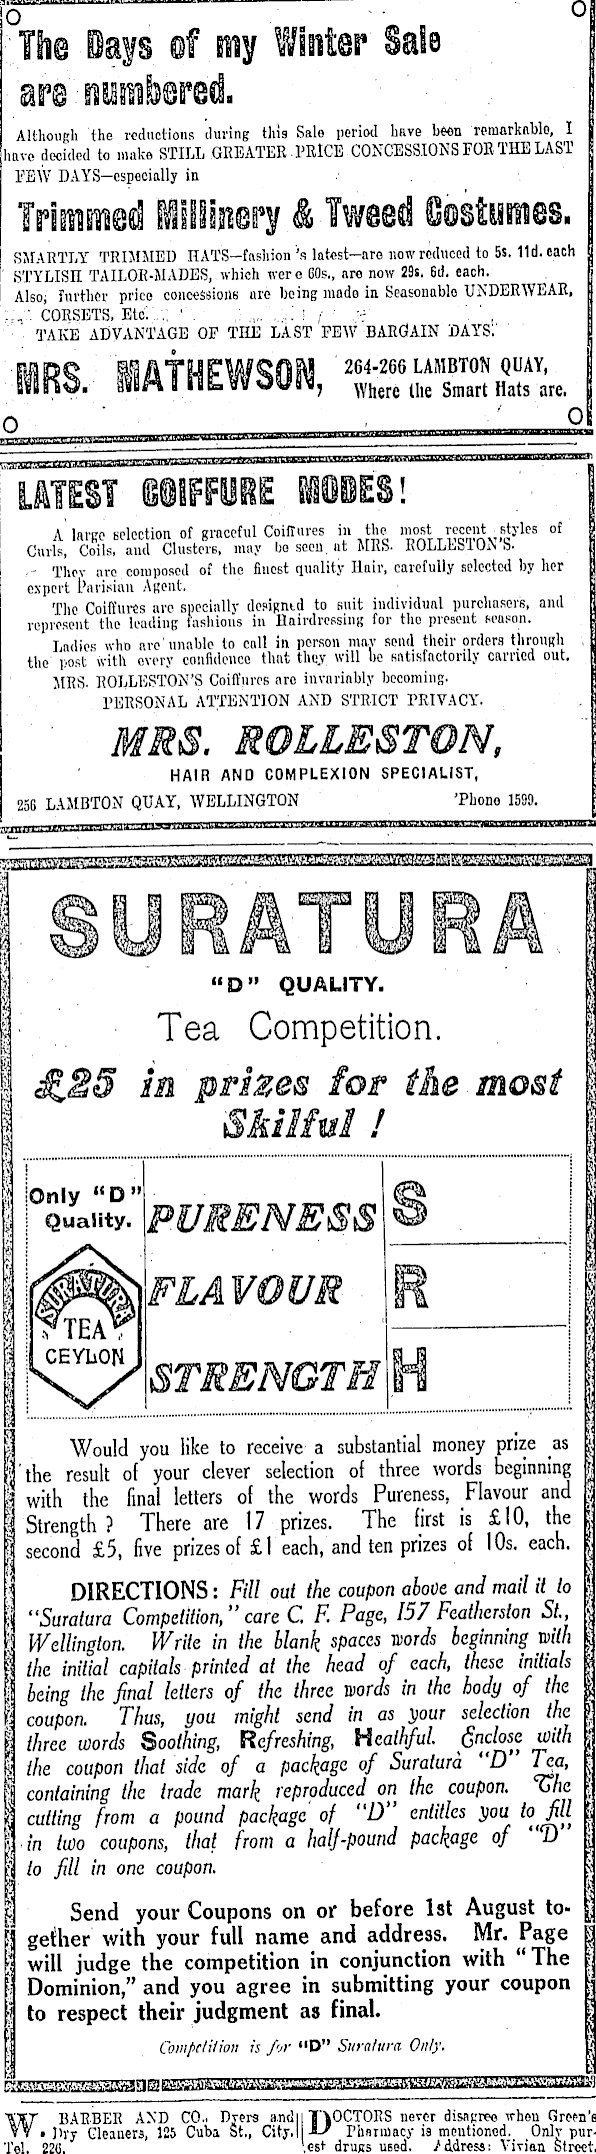 The Days of my Winter Sale
are numbered.
Although the reductions during this Sale period have been remarkable, I
have decided to make STILL GREATER PRICE CONCESSIONS FOR THE LAST
FEW DAYS—especially in
Trimmed Millinery & Tweed Costumes.
SMARTLY TRIMMED HATS—fashion's latest—are now reduced to 5s. 11d. each
STYLISH TAILOR-MADES, which were 60s., are now 29s. 6d. each.
Also, further price concessions are being made in Seasonable UNDERWEAR,
CORSETS, Etc.
TAKE ADVANTAGE OF THE LAST FEW BARGAIN DAYS.
MRS. MATHEWSON, 264-266 LAMBTON QUAY,
Where the Smart Hats are.
LATEST COIFFURE MODES!
A large selection of graceful Coiffures in the most recent styles of
Curls, Coils, and Clusters, may be seen at MRS. ROLLESTON'S.
They are composed of the finest quality Hair, carefully selected by her
expert Parisian Agent.
The Coiffures are specially designed to suit individual purchasers, and
represent the leading fashions in Hairdressing for the present season.
Ladies who are unable to call in person may send their orders through
the post with every confidence that they will be satisfactorily carried out.
MRS. ROLLESTON'S Coiffures are invariably becoming.
PERSONAL ATTENTION AND STRICT PRIVACY.
MRS. ROLLESTON,
HAIR AND COMPLEXION SPECIALIST,
256 LAMBTON QUAY, WELLINGTON 'Phone 1599.
SURATURA
"D" QUALITY.
Tea Competition.
£25 in prizes for the most
Skilful!
Only "D"
Quality.
SURATURA
TEA
CEYLON
PURENESS S
FLAVOUR R
STRENGTH H
Would you like to receive a substantial money prize as
the result of your clever selection of three words beginning
with the final letters of the words Pureness, Flavour and
Strength? There are 17 prizes. The first is £10, the
second £5, five prizes of £1 each, and ten prizes of 10s. each.
DIRECTIONS: Fill out the coupon above and mail it to
"Suratura Competition," care C. F. Page, 157 Featherston St.,
Wellington. Write in the blank spaces words beginning with
the initial capitals printed at the head of each, these initials
being the final letters of the three words in the body of the
coupon. Thus, you might send in as your selection the
three words Soothing, Refreshing, Heathful. Enclose with
the coupon that side of a package of Suratura "D" Tea,
containing the trade mark reproduced on the coupon. The
cutting from a pound package of "D" entitles you to fill
in two coupons, that from a half-pound package of "D"
to fill in one coupon.
Send your Coupons on or before 1st August to-
gether with your full name and address. Mr. Page
will judge the competition in conjunction with "The
Dominion," and you agree in submitting your coupon
to respect their judgment as final.
Competition is for "D" Suratura Only.
W. BARBER AND CO., Dyers and
Dry Cleaners, 125 Cuba St., City.
Tel. 226.
DOCTORS never disagree when Green's
Pharmacy is mentioned. Only pur-
est drugs used. Address: Vivian Street